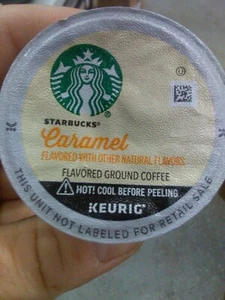 STARBUCKS®
Caramel
FLAVORED WITH OTHER NATURAL FLAVORS
FLAVORED GROUND COFFEE
HOT! COOL BEFORE PEELING
KEURIG®
THIS UNIT NOT LABELED FOR RETAIL SALE